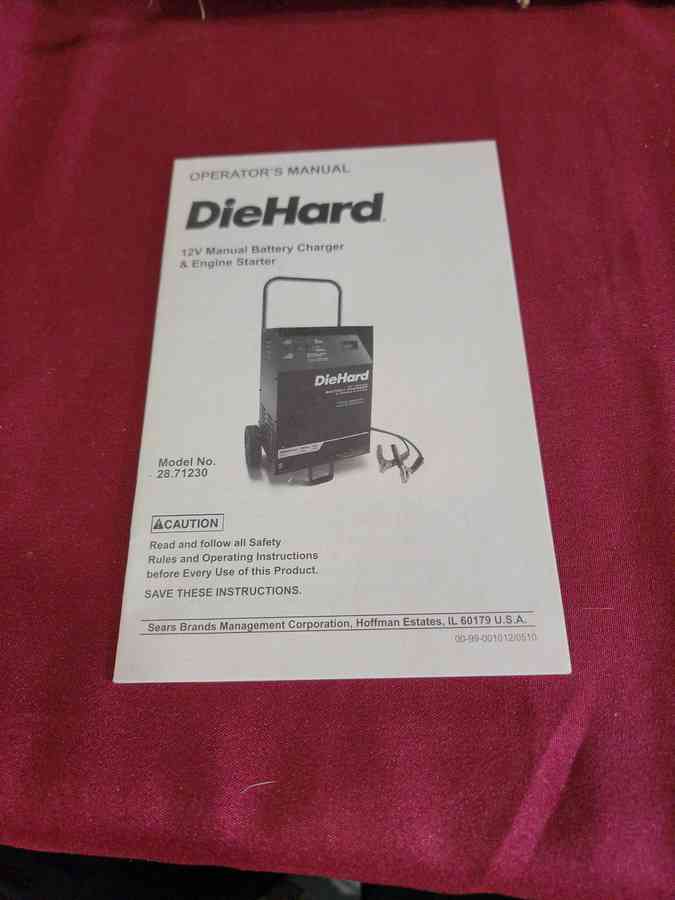 OPERATOR'S MANUAL
DieHard
12V Manual Battery Charger
& Engine Starter
DieHard
Model No.
28.71230
CAUTION
Read and follow all Safety
Rules and Operating Instructions
before Every Use of this Product.
SAVE THESE INSTRUCTIONS.
Sears Brands Management Corporation, Hoffman Estates, IL 60179 U.S.A.
00-99-001012/0510